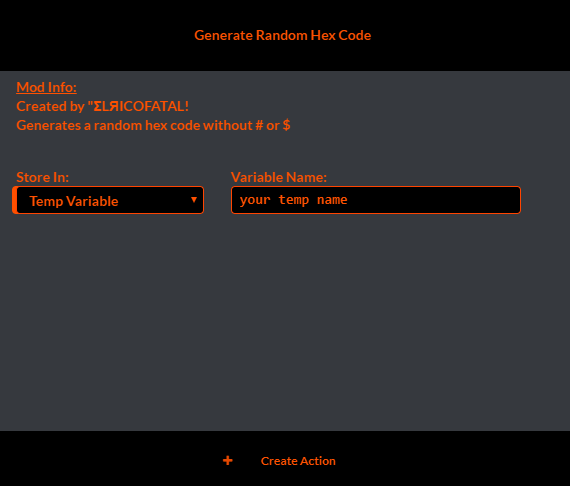 Generate Random Hex Code
Mod Info:
Created by "ΣLЯICOFATAL!
Generates a random hex code without # or $
Store In:
Variable Name:
Temp Variable
your temp name
Create Action